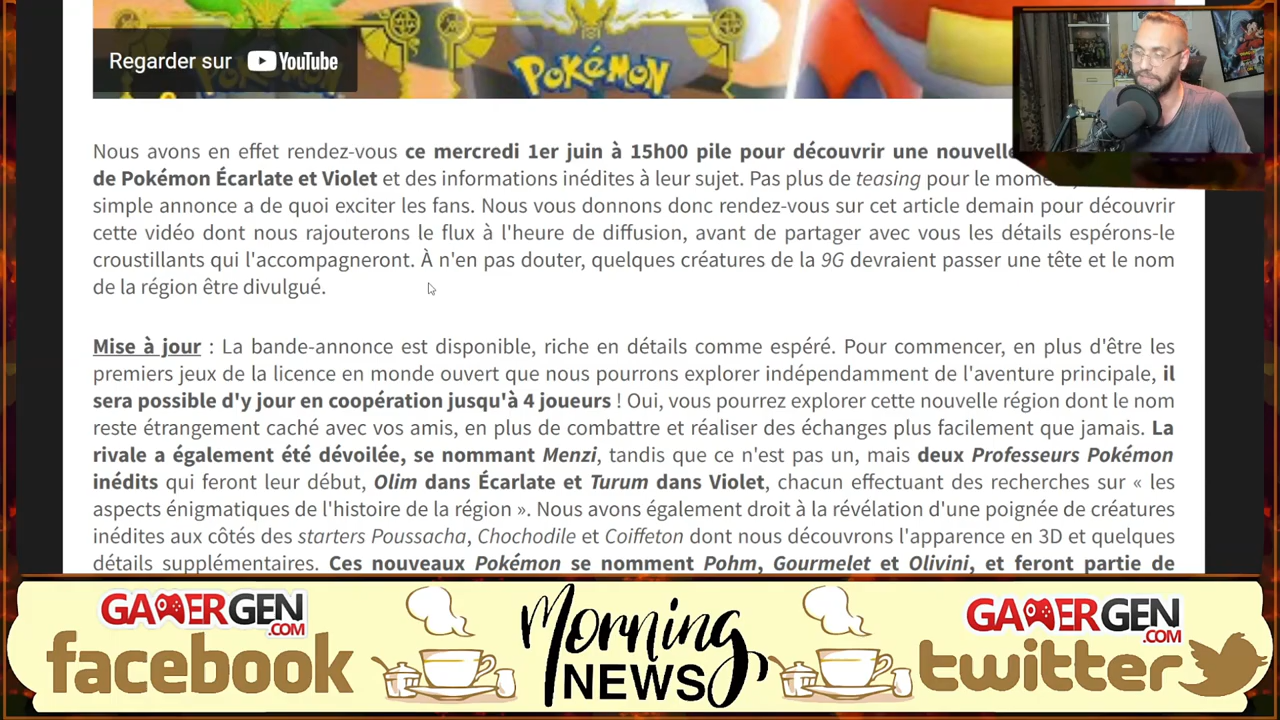 Regarder sur YouTube
POKÉMON
Nous avons en effet rendez-vous ce mercredi 1er juin à 15h00 pile pour découvrir une nouvelle
de Pokémon Écarlate et Violet et des informations inédites à leur sujet. Pas plus de teasing pour le
simple annonce a de quoi exciter les fans. Nous vous donnons donc rendez-vous sur cet article demain pour découvrir
cette vidéo dont nous rajouterons le flux à l'heure de diffusion, avant de partager avec vous les détails espérons-le
croustillants qui l'accompagneront. À n'en pas douter, quelques créatures de la 9G devraient passer une tête et le nom
de la région être divulgué.
Mise à jour : La bande-annonce est disponible, riche en détails comme espéré. Pour commencer, en plus d'être les
premiers jeux de la licence en monde ouvert que nous pourrons explorer indépendamment de l'aventure principale, il
sera possible d'y jour en coopération jusqu'à 4 joueurs ! Oui, vous pourrez explorer cette nouvelle région dont le nom
reste étrangement caché avec vos amis, en plus de combattre et réaliser des échanges plus facilement que jamais. La
rivale a également été dévoilée, se nommant Menzi, tandis que ce n'est pas un, mais deux Professeurs Pokémon
inédits qui feront leur début, Olim dans Écarlate et Turum dans Violet, chacun effectuant des recherches sur « les
aspects énigmatiques de l'histoire de la région ». Nous avons également droit à la révélation d'une poignée de créatures
inédites aux côtés des starters Poussacha, Chochodile et Coiffeton dont nous découvrons l'apparence en 3D et quelques
détails supplémentaires. Ces nouveaux Pokémon se nomment Pohm, Gourmelet et Olivini, et feront partie de
GAMERGEN.COM
facebook
Morning
NEWS
GAMERGEN.COM
twitter